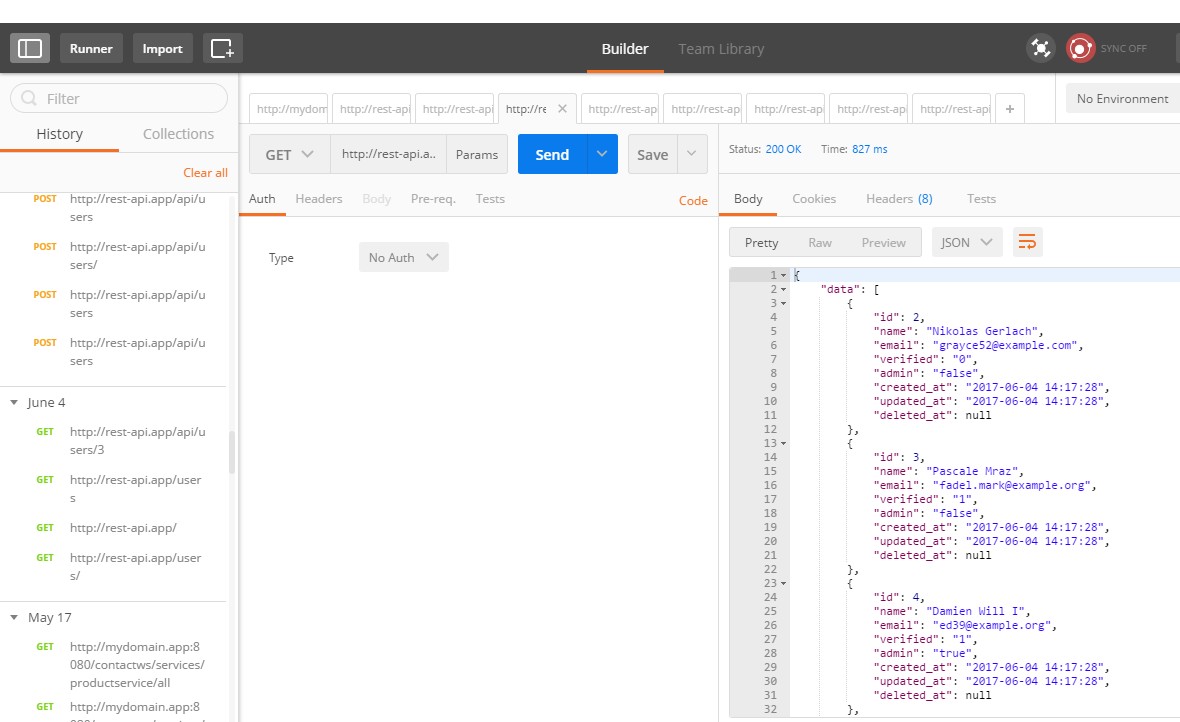 Runner
Import
Builder
Team Library
SYNC OFF
Filter
History
Collections
Clear all
POST http://rest-api.app/api/u
sers
POST http://rest-api.app/api/u
sers/
POST http://rest-api.app/api/u
sers
POST http://rest-api.app/api/u
sers
June 4
GET http://rest-api.app/api/u
sers/3
GET http://rest-api.app/user
s
GET http://rest-api.app/
GET http://rest-api.app/user
s/
May 17
GET http://mydomain.app:8
080/contactws/services/
productservice/all
GET http://mydomain.app:8
http://mydom
http://rest-api
http://rest-api
http://re ×
http://rest-ap
http://rest-ap
http://rest-api
http://rest-api
http://rest-api
+
No Environment
GET
http://rest-api.a..
Params
Send
Save
Auth
Headers
Body
Pre-req.
Tests
Code
Type
No Auth
Status: 200 OK
Time: 827 ms
Body
Cookies
Headers (8)
Tests
Pretty
Raw
Preview
JSON
1 {
2 "data": [
3 {
4 "id": 2,
5 "name": "Nikolas Gerlach",
6 "email": "grayce52@example.com",
7 "verified": "0",
8 "admin": "false",
9 "created_at": "2017-06-04 14:17:28",
10 "updated_at": "2017-06-04 14:17:28",
11 "deleted_at": null
12 },
13 {
14 "id": 3,
15 "name": "Pascale Mraz",
16 "email": "fadel.mark@example.org",
17 "verified": "1",
18 "admin": "false",
19 "created_at": "2017-06-04 14:17:28",
20 "updated_at": "2017-06-04 14:17:28",
21 "deleted_at": null
22 },
23 {
24 "id": 4,
25 "name": "Damien Will I",
26 "email": "ed39@example.org",
27 "verified": "1",
28 "admin": "true",
29 "created_at": "2017-06-04 14:17:28",
30 "updated_at": "2017-06-04 14:17:28",
31 "deleted_at": null
32 },